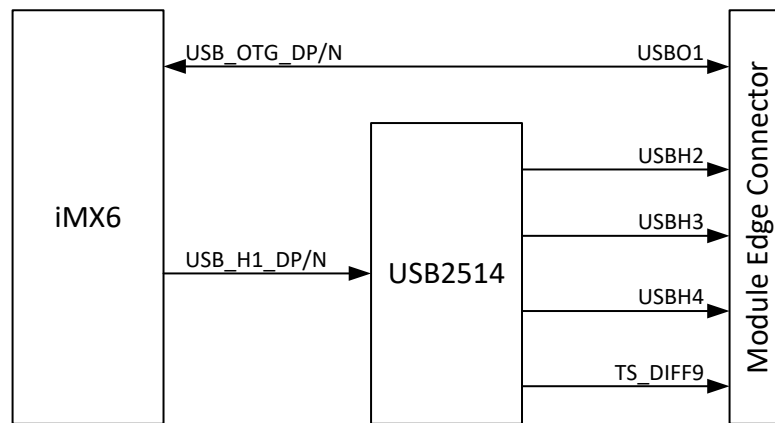 USB_OTG_DP/N
USBO1
USBH2
iMX6
USBH3
USB_H1_DP/N
USB2514
USBH4
TS_DIFF9
Module Edge Connector